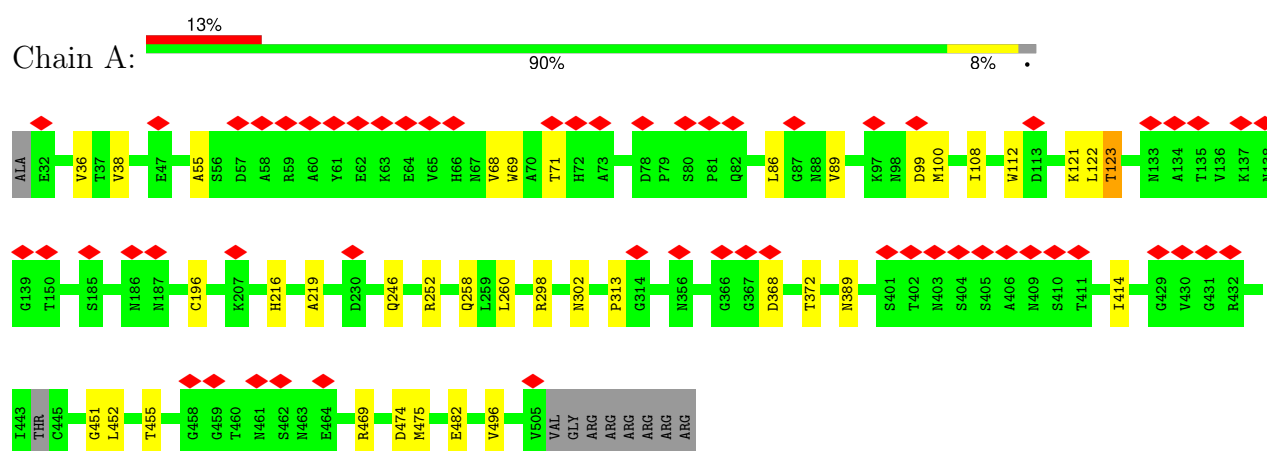 13%
Chain A:
90% 8% •
ALA E32 V36 T37 V38 E47 A55 S56 D57 A58 R59 A60 Y61 E62 K63 E64 V65 H66 N67 V68 W69 A70 T71 H72 A73 D78 P79 S80 P81 Q82 L86 G87 N88 V89 K97 N98 D99 M100 I108 W112 D113 K121 L122 T123 N133 A134 T135 V136 K137 N138
G139 T150 S185 N186 N187 C196 K207 H216 A219 D230 Q246 R252 Q258 L259 L260 R298 N302 P313 G314 N356 G366 G367 D368 T372 N389 S401 T402 N403 S404 S405 A406 N409 S410 T411 I414 G429 V430 G431 R432
I443 THR C445 G451 L452 T455 G458 G459 T460 N461 S462 N463 E464 R469 D474 M475 E482 V496 V505 VAL GLY ARG ARG ARG ARG ARG ARG